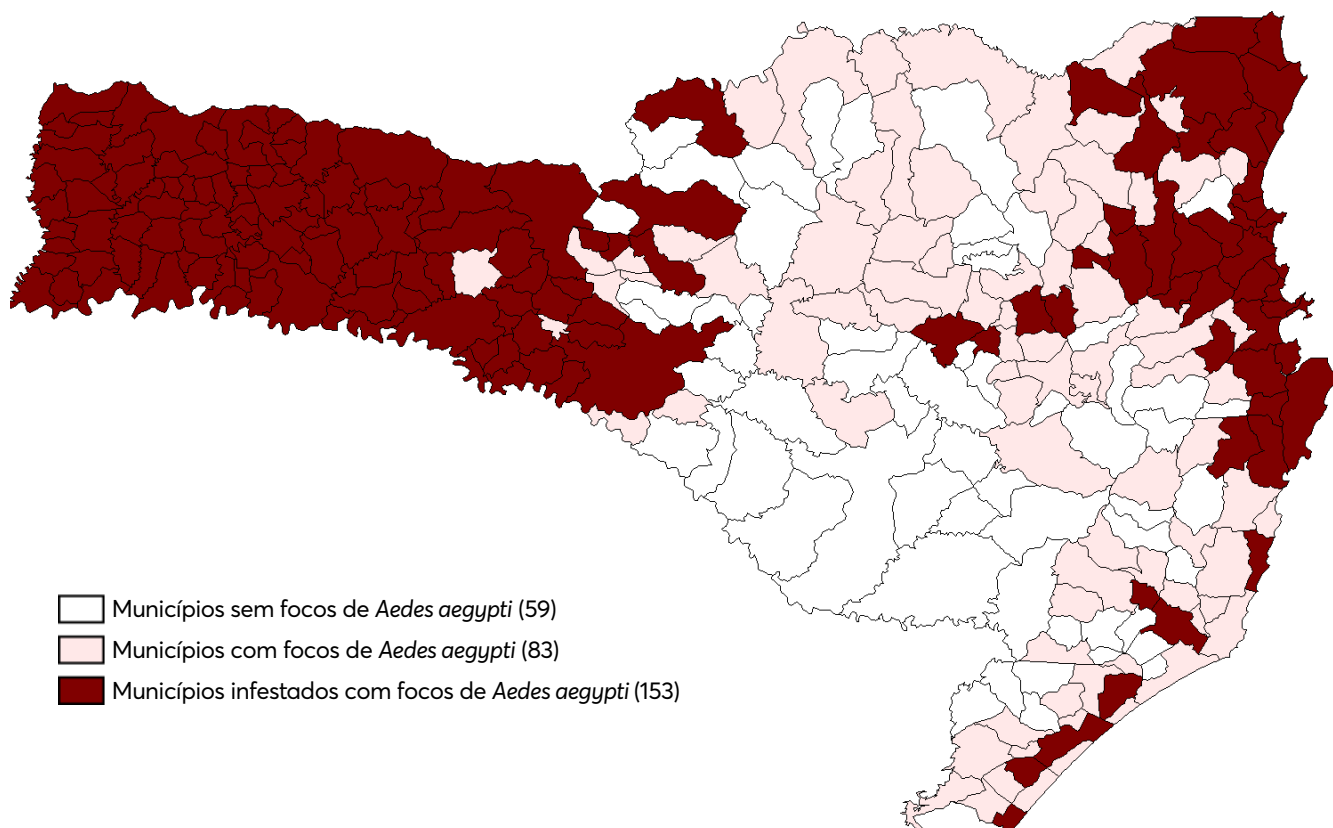 Municípios sem focos de Aedes aegypti (59)
Municípios com focos de Aedes aegypti (83)
Municípios infestados com focos de Aedes aegypti (153)